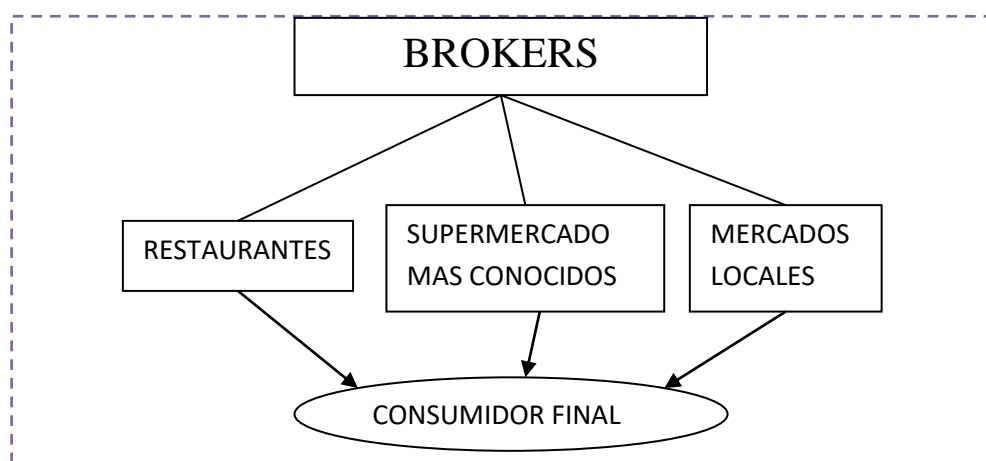 BROKERS
RESTAURANTES
SUPERMERCADO
MAS CONOCIDOS
MERCADOS
LOCALES
CONSUMIDOR FINAL